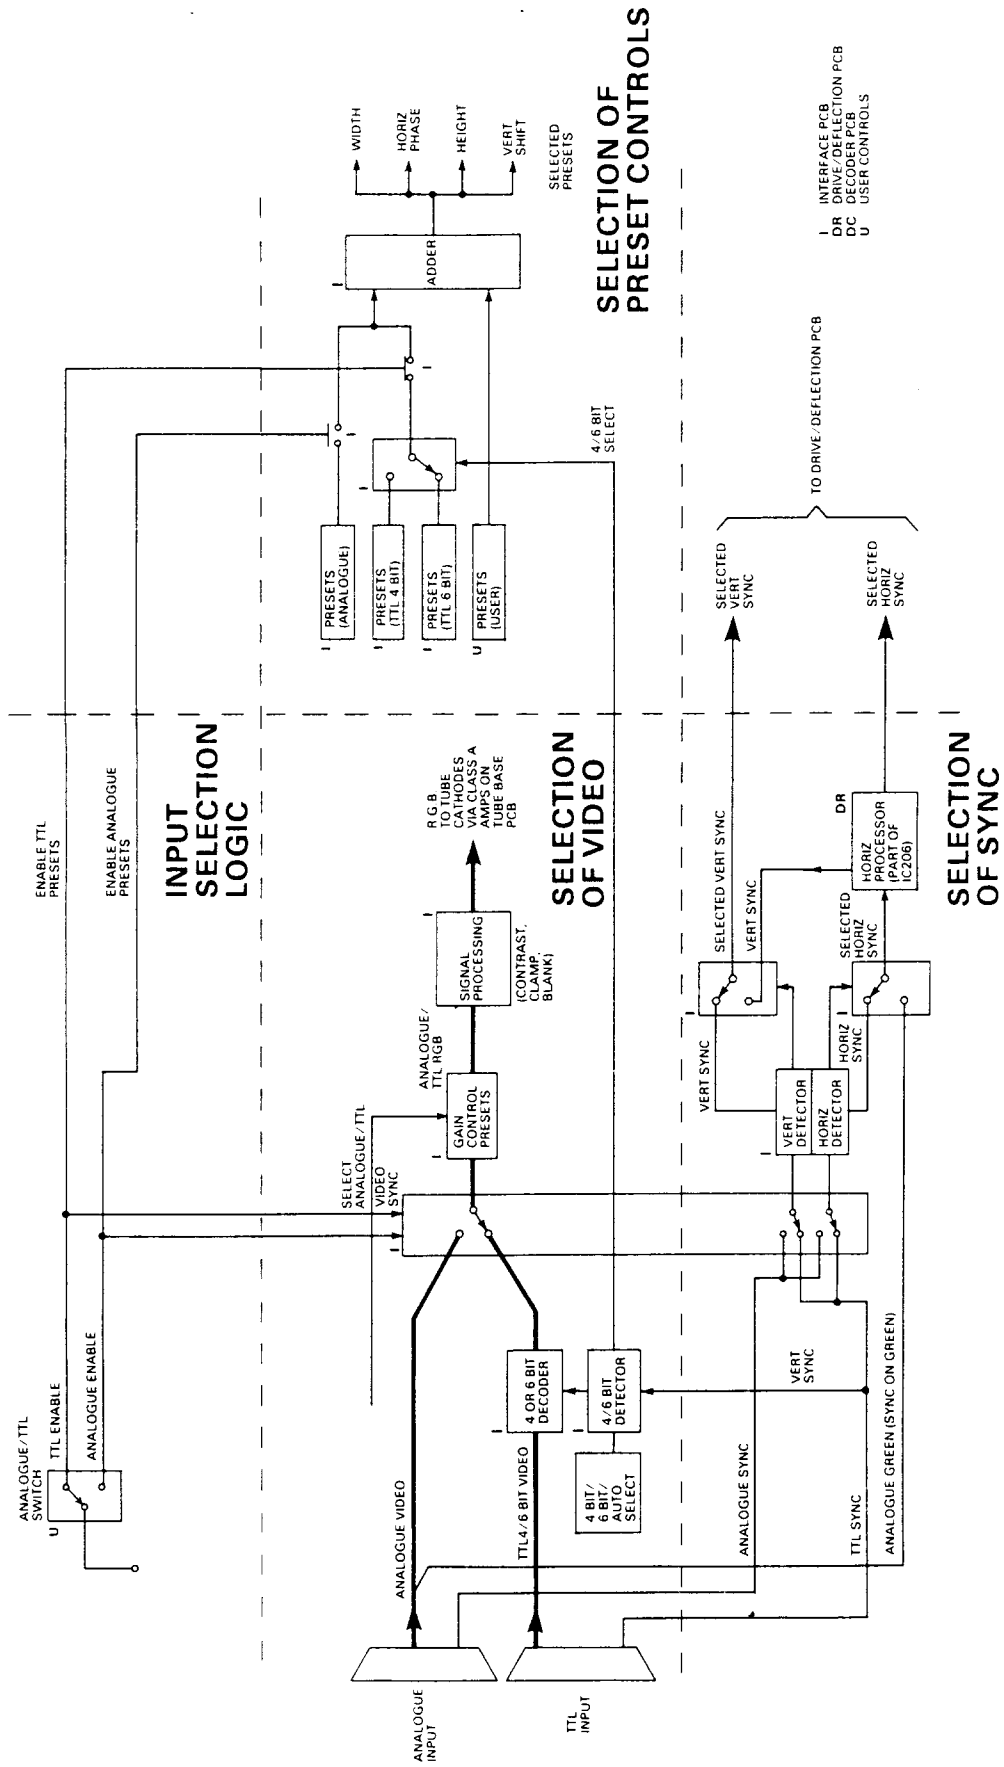 ANALOGUE/TTL
SWITCH
U
TTL ENABLE
ANALOGUE ENABLE
ENABLE TTL
PRESETS
ENABLE ANALOGUE
PRESETS
INPUT
SELECTION
LOGIC
ANALOGUE
INPUT
TTL
INPUT
ANALOGUE VIDEO
TTL4/6 BIT VIDEO
I
4 OR 6 BIT
DECODER
I
4/6 BIT
DETECTOR
4 BIT/
6 BIT/
AUTO
SELECT
SELECT
ANALOGUE/TTL
VIDEO
SYNC
I
I
GAIN
CONTROL
PRESETS
ANALOGUE/
TTL RGB
I
SIGNAL
PROCESSING
(CONTRAST,
CLAMP,
BLANK)
R G B
TO TUBE
CATHODES
VIA CLASS A
AMPS ON
TUBE BASE
PCB
SELECTION
OF VIDEO
I
PRESETS
(ANALOGUE)
I
PRESETS
(TTL 4 BIT)
I
PRESETS
(TTL 6 BIT)
U
PRESETS
(USER)
I
I
I
4/6 BIT
SELECT
I
ADDER
WIDTH
HORIZ
PHASE
HEIGHT
VERT
SHIFT
SELECTED
PRESETS
SELECTION OF
PRESET CONTROLS
ANALOGUE SYNC
VERT
SYNC
TTL SYNC
ANALOGUE GREEN (SYNC ON GREEN)
I
VERT
DETECTOR
HORIZ
DETECTOR
VERT SYNC
HORIZ
SYNC
I
I
SELECTED VERT SYNC
VERT SYNC
SELECTED
HORIZ
SYNC
DR
HORIZ
PROCESSOR
(PART OF
IC206)
SELECTED
VERT
SYNC
SELECTED
HORIZ
SYNC
TO DRIVE/DEFLECTION PCB
SELECTION
OF SYNC
I INTERFACE PCB
DR DRIVE/DEFLECTION PCB
DC DECODER PCB
U USER CONTROLS